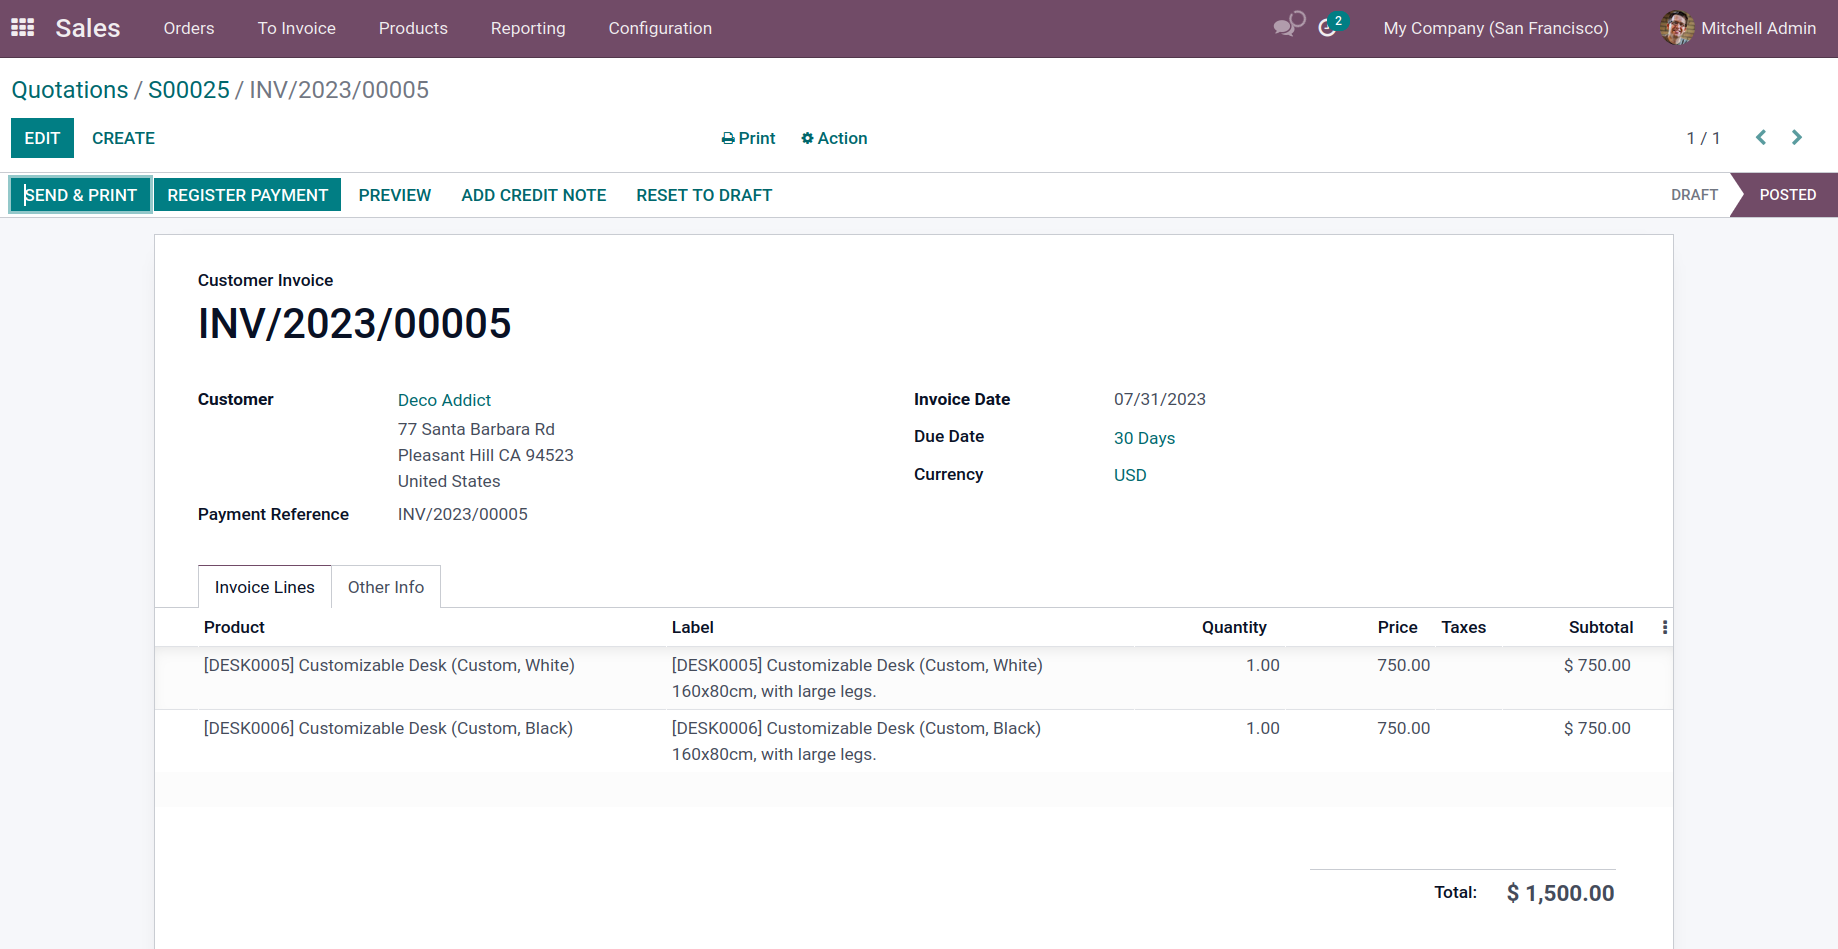 Sales Orders To Invoice Products Reporting Configuration 2 My Company (San Francisco) Mitchell Admin
Quotations / S00025 / INV/2023/00005
EDIT CREATE Print Action 1 / 1
SEND & PRINT REGISTER PAYMENT PREVIEW ADD CREDIT NOTE RESET TO DRAFT DRAFT POSTED
Customer Invoice
INV/2023/00005
Customer Deco Addict
77 Santa Barbara Rd
Pleasant Hill CA 94523
United States
Payment Reference INV/2023/00005
Invoice Date 07/31/2023
Due Date 30 Days
Currency USD
Invoice Lines Other Info
Product Label Quantity Price Taxes Subtotal
[DESK0005] Customizable Desk (Custom, White) [DESK0005] Customizable Desk (Custom, White) 1.00 750.00 $ 750.00
160x80cm, with large legs.
[DESK0006] Customizable Desk (Custom, Black) [DESK0006] Customizable Desk (Custom, Black) 1.00 750.00 $ 750.00
160x80cm, with large legs.
Total: $ 1,500.00